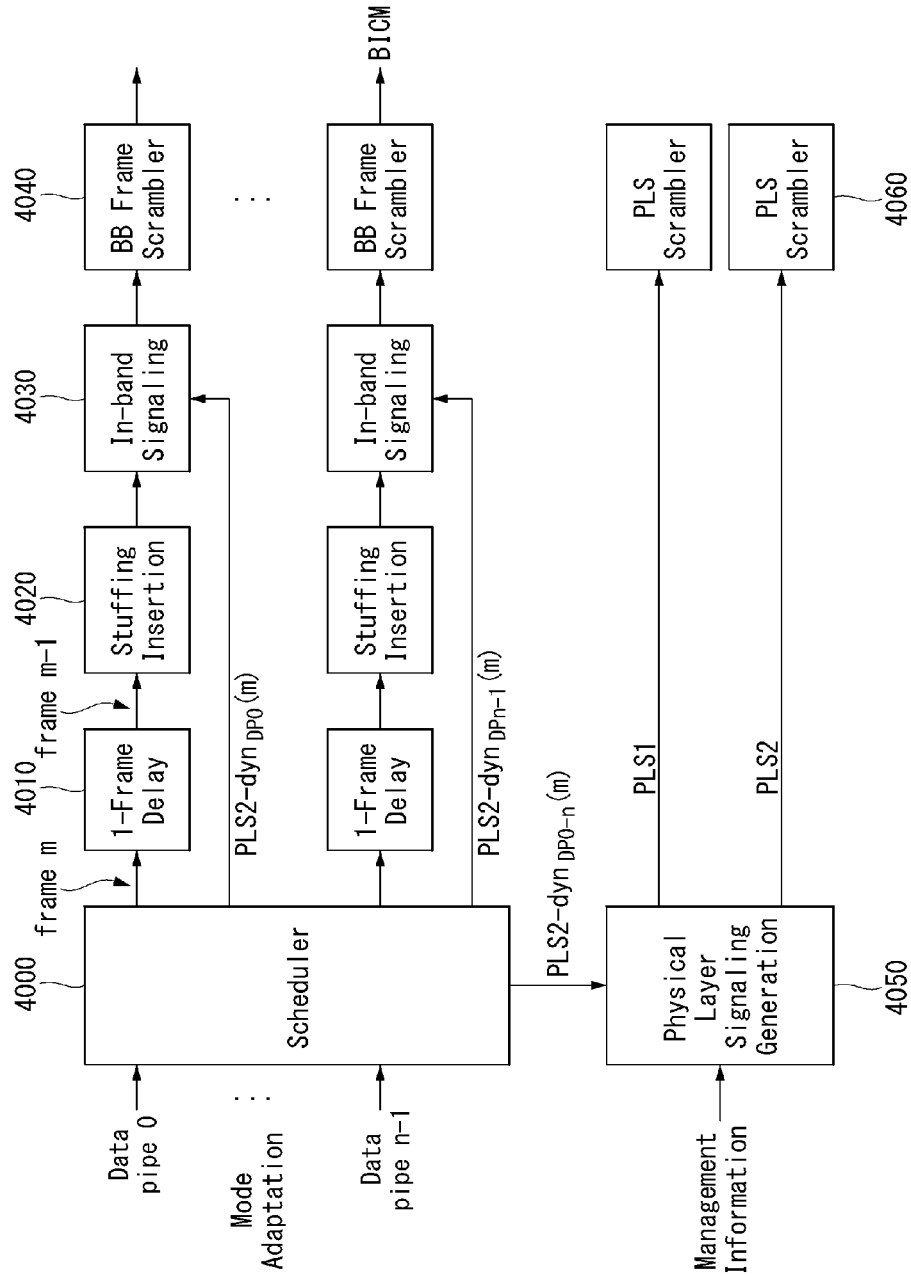 4000
4010
4020
4030
4040
frame m
frame m-1
Data
pipe 0
Scheduler
1-Frame
Delay
Stuffing
Insertion
In-band
Signaling
BB Frame
Scrambler
PLS2-dyn DP0 (m)
Mode
Adaptation
...
...
Data
pipe n-1
1-Frame
Delay
Stuffing
Insertion
In-band
Signaling
BB Frame
Scrambler
BICM
PLS2-dyn DPn-1 (m)
PLS2-dyn DP0-n (m)
Management
Information
Physical
Layer
Signaling
Generation
PLS1
PLS
Scrambler
PLS2
PLS
Scrambler
4050
4060